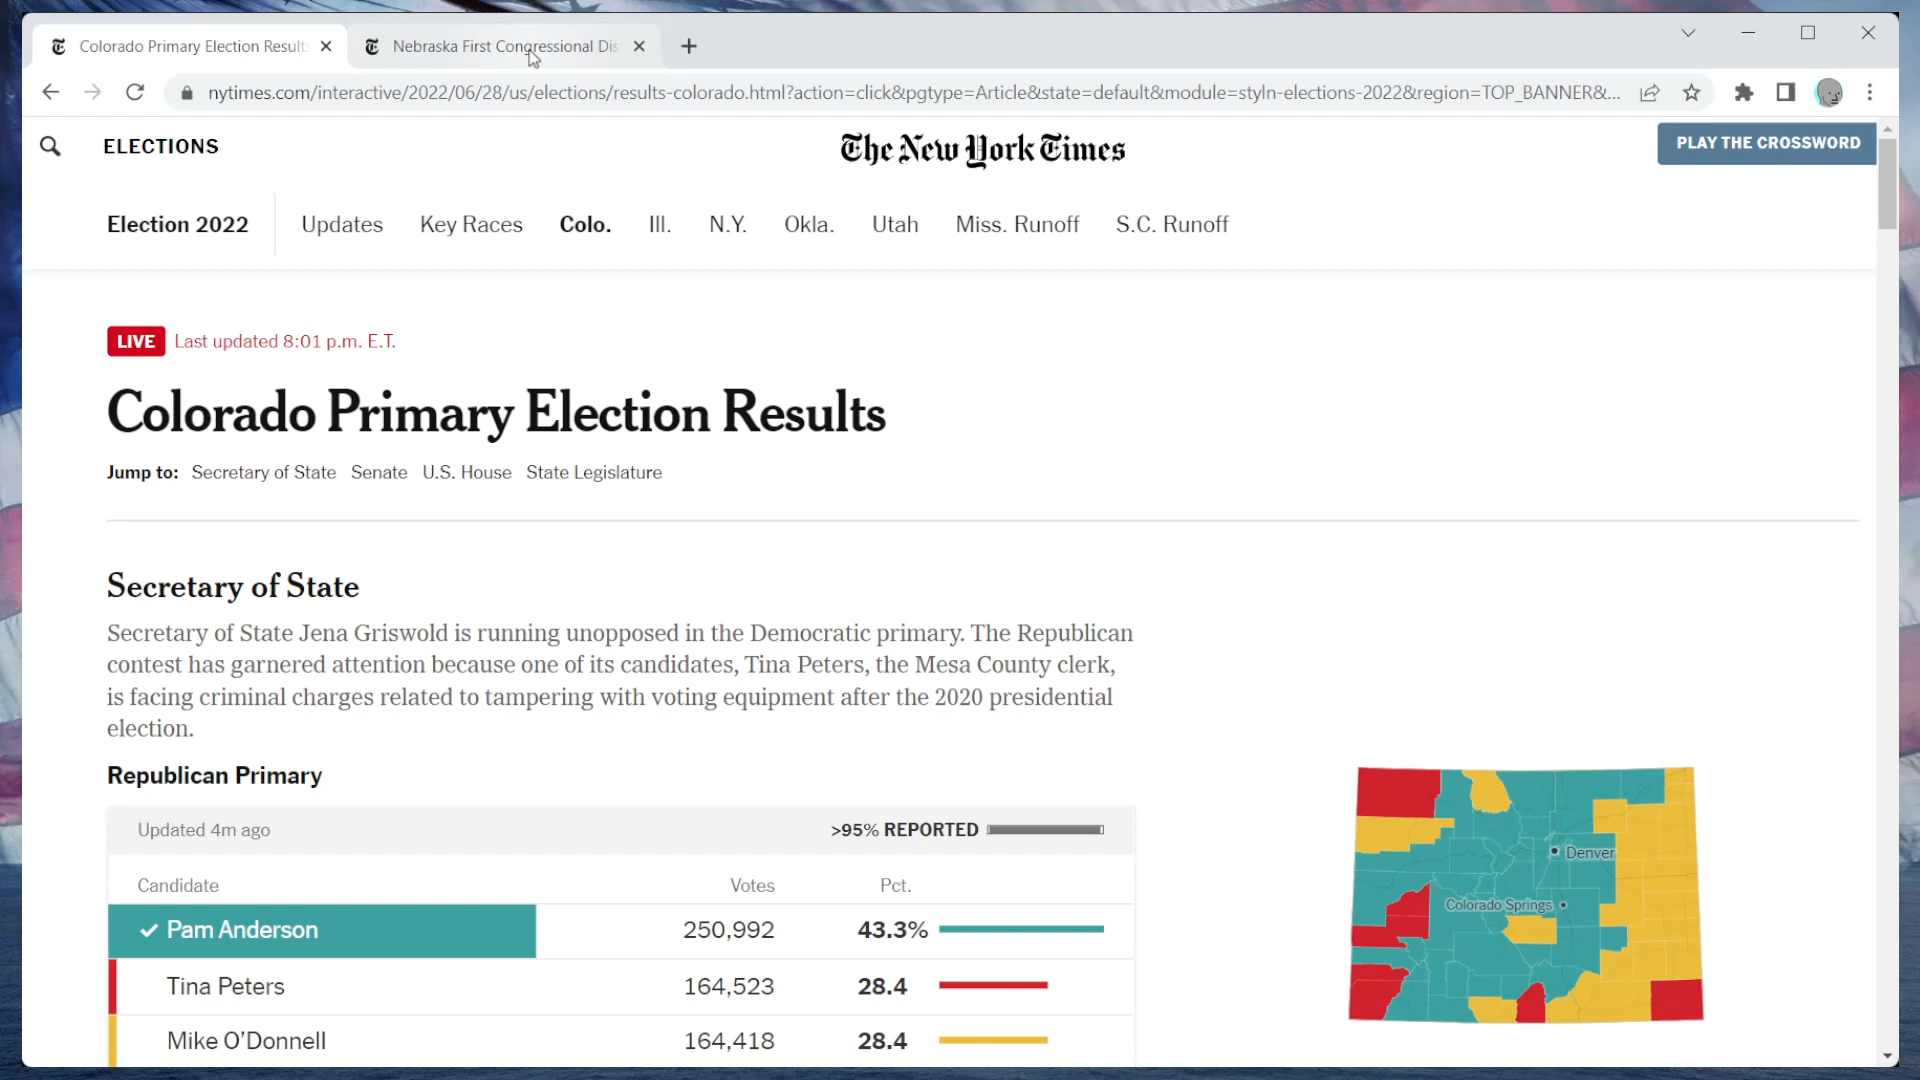 Colorado Primary Election Result
Nebraska First Congressional Dis
nytimes.com/interactive/2022/06/28/us/elections/results-colorado.html?action=click&pgtype=Article&state=default&module=styln-elections-2022&region=TOP_BANNER&...
ELECTIONS
The New York Times
PLAY THE CROSSWORD
Election 2022 Updates Key Races Colo. Ill. N.Y. Okla. Utah Miss. Runoff S.C. Runoff
LIVE Last updated 8:01 p.m. E.T.
Colorado Primary Election Results
Jump to: Secretary of State Senate U.S. House State Legislature
Secretary of State
Secretary of State Jena Griswold is running unopposed in the Democratic primary. The Republican
contest has garnered attention because one of its candidates, Tina Peters, the Mesa County clerk,
is facing criminal charges related to tampering with voting equipment after the 2020 presidential
election.
Republican Primary
Updated 4m ago >95% REPORTED
Candidate Votes Pct.
Pam Anderson 250,992 43.3%
Tina Peters 164,523 28.4
Mike O’Donnell 164,418 28.4
Denver
Colorado Springs